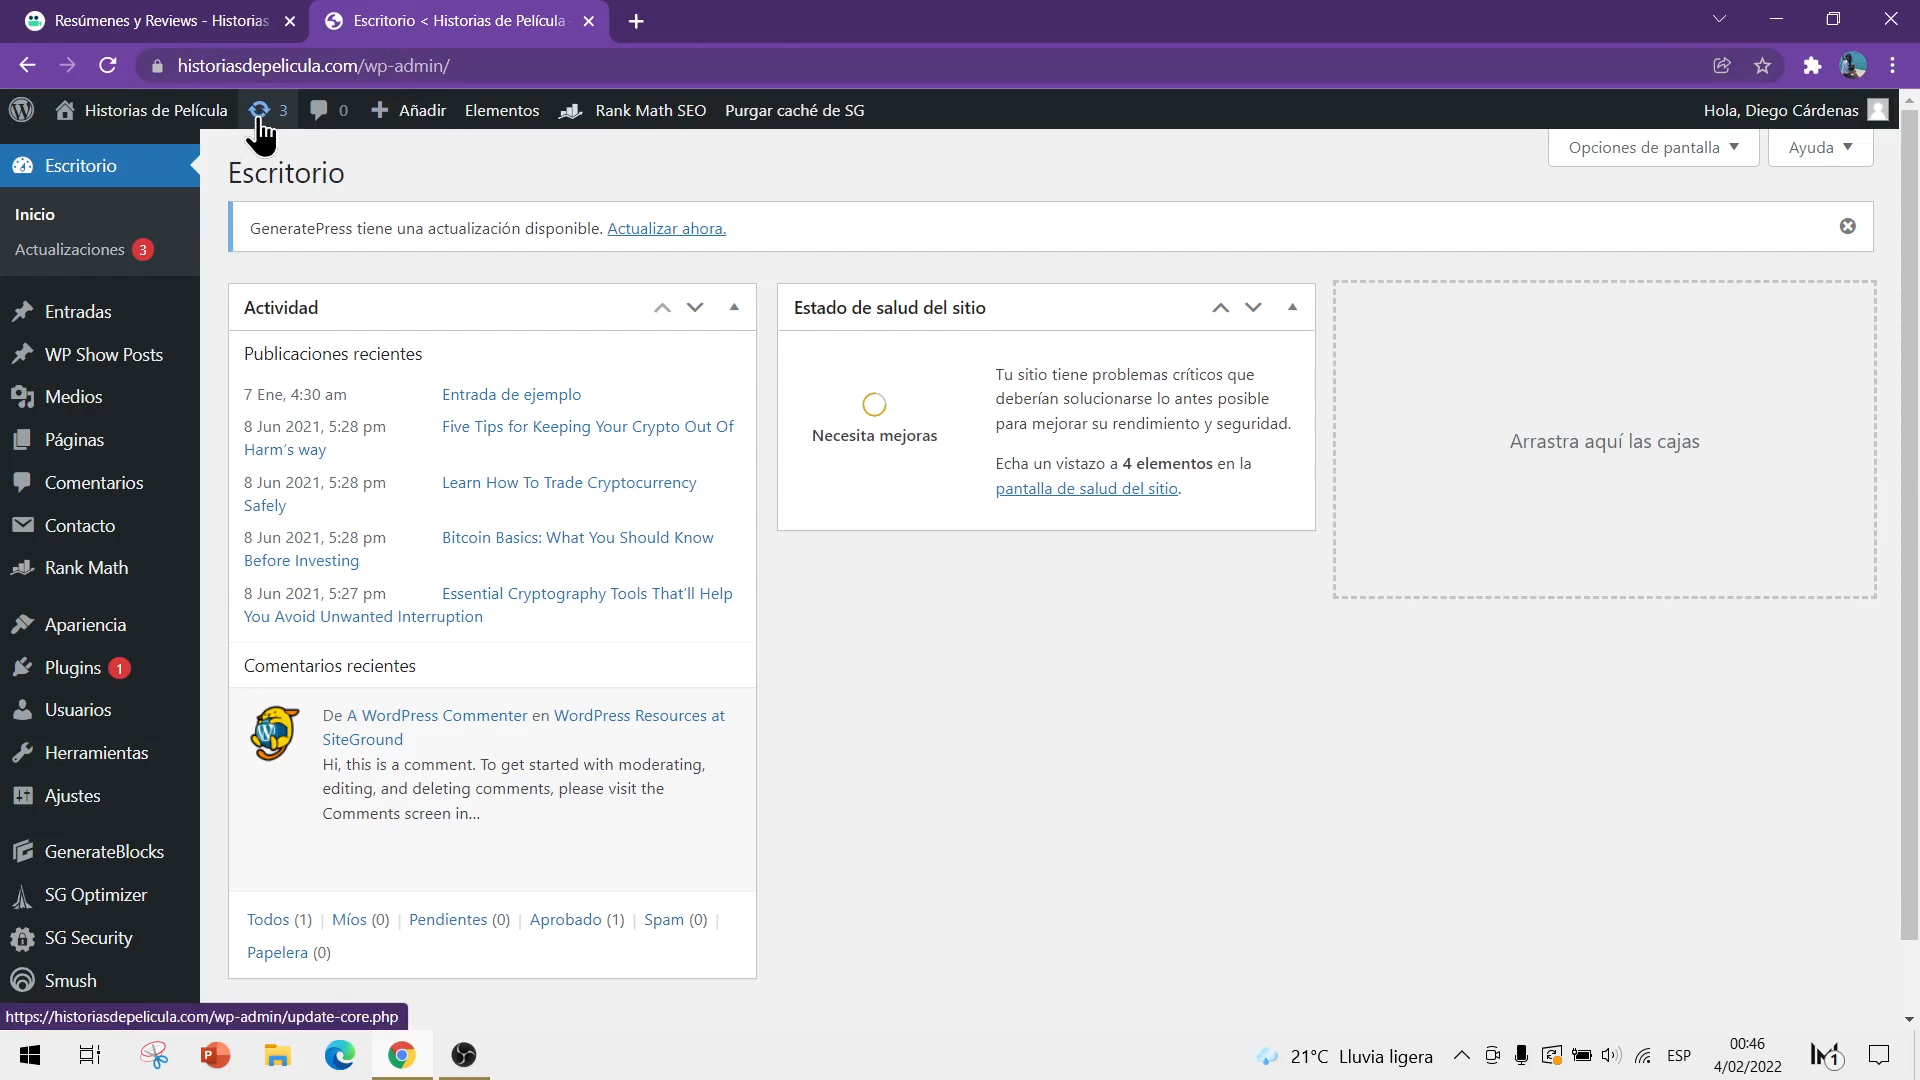 Resúmenes y Reviews - Historias
Escritorio < Historias de Película
historiasdepelicula.com/wp-admin/
Historias de Película 3 0 Añadir Elementos Rank Math SEO Purgar caché de SG Hola, Diego Cárdenas
Opciones de pantalla Ayuda
Escritorio
Inicio
Actualizaciones 3
Entradas
WP Show Posts
Medios
Páginas
Comentarios
Contacto
Rank Math
Apariencia
Plugins 1
Usuarios
Herramientas
Ajustes
GenerateBlocks
SG Optimizer
SG Security
Smush
Escritorio
GeneratePress tiene una actualización disponible. Actualizar ahora.
Actividad
Publicaciones recientes
7 Ene, 4:30 am Entrada de ejemplo
8 Jun 2021, 5:28 pm Five Tips for Keeping Your Crypto Out Of
Harm's way
8 Jun 2021, 5:28 pm Learn How To Trade Cryptocurrency
Safely
8 Jun 2021, 5:28 pm Bitcoin Basics: What You Should Know
Before Investing
8 Jun 2021, 5:27 pm Essential Cryptography Tools That'll Help
You Avoid Unwanted Interruption
Comentarios recientes
De A WordPress Commenter en WordPress Resources at
SiteGround
Hi, this is a comment. To get started with moderating,
editing, and deleting comments, please visit the
Comments screen in...
Todos (1) | Míos (0) | Pendientes (0) | Aprobado (1) | Spam (0) |
Papelera (0)
Estado de salud del sitio
Necesita mejoras
Tu sitio tiene problemas críticos que
deberían solucionarse lo antes posible
para mejorar su rendimiento y seguridad.
Echa un vistazo a 4 elementos en la
pantalla de salud del sitio.
Arrastra aquí las cajas
https://historiasdepelicula.com/wp-admin/update-core.php
21°C Lluvia ligera
ESP
00:46
4/02/2022
1